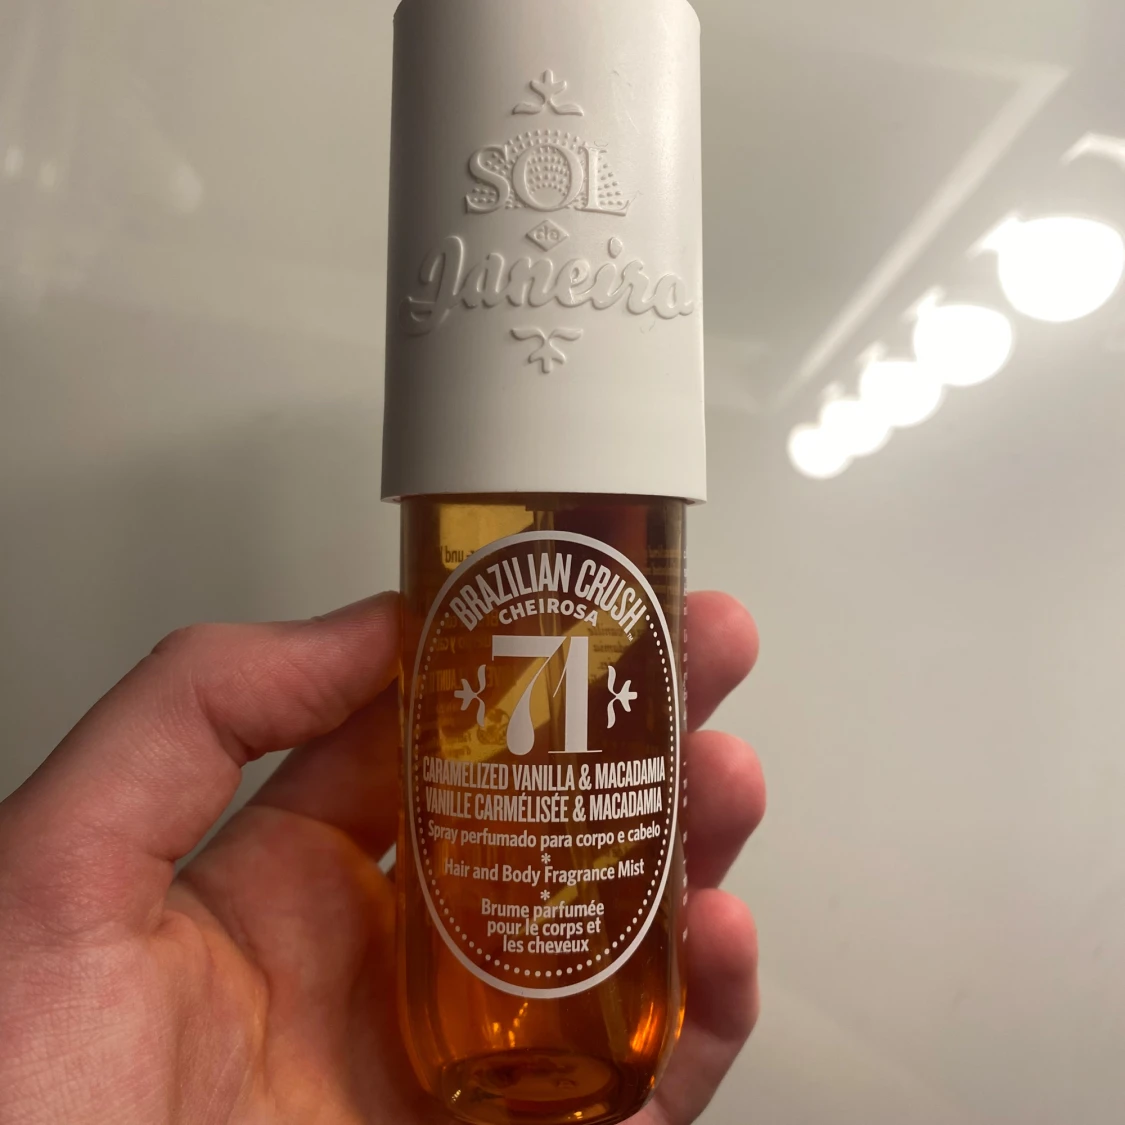 SOL
de
Janeiro
BRAZILIAN CRUSH
CHEIROSA
71
CARAMELIZED VANILLA & MACADAMIA
VANILLE CARMÉLISÉE & MACADAMIA
Spray perfumado para corpo e cabelo
*
Hair and Body Fragrance Mist
*
Brume parfumée
pour le corps et
les cheveux